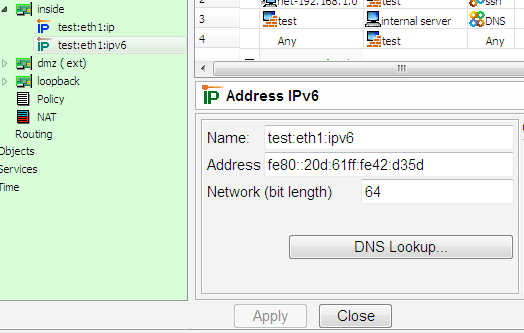 inside
test:eth1:ip
test:eth1:ipv6
dmz ( ext)
loopback
Policy
NAT
Routing
Objects
Services
Time
2 net-192.168.1.0 test ssh
3 test internal server DNS
4 Any test
Address IPv6
Name: test:eth1:ipv6
Address fe80::20d:61ff:fe42:d35d
Network (bit length) 64
DNS Lookup...
Apply Close